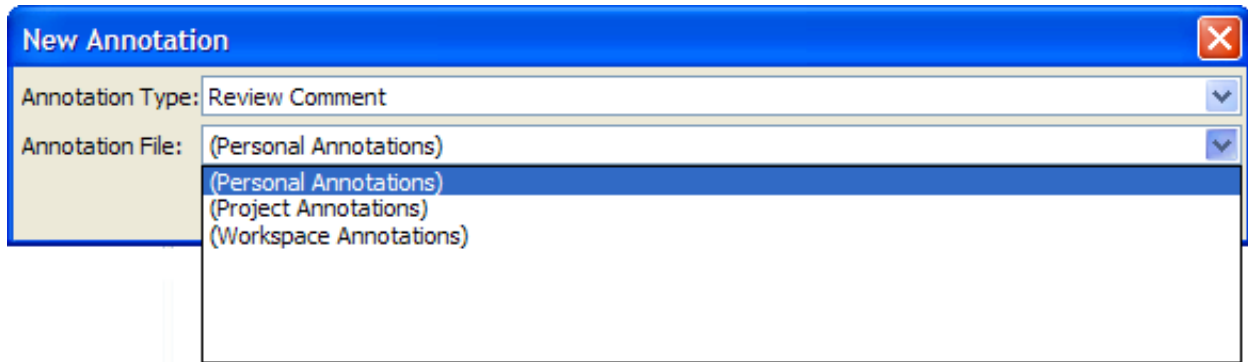 New Annotation
Annotation Type: Review Comment
Annotation File: (Personal Annotations)
(Personal Annotations)
(Project Annotations)
(Workspace Annotations)